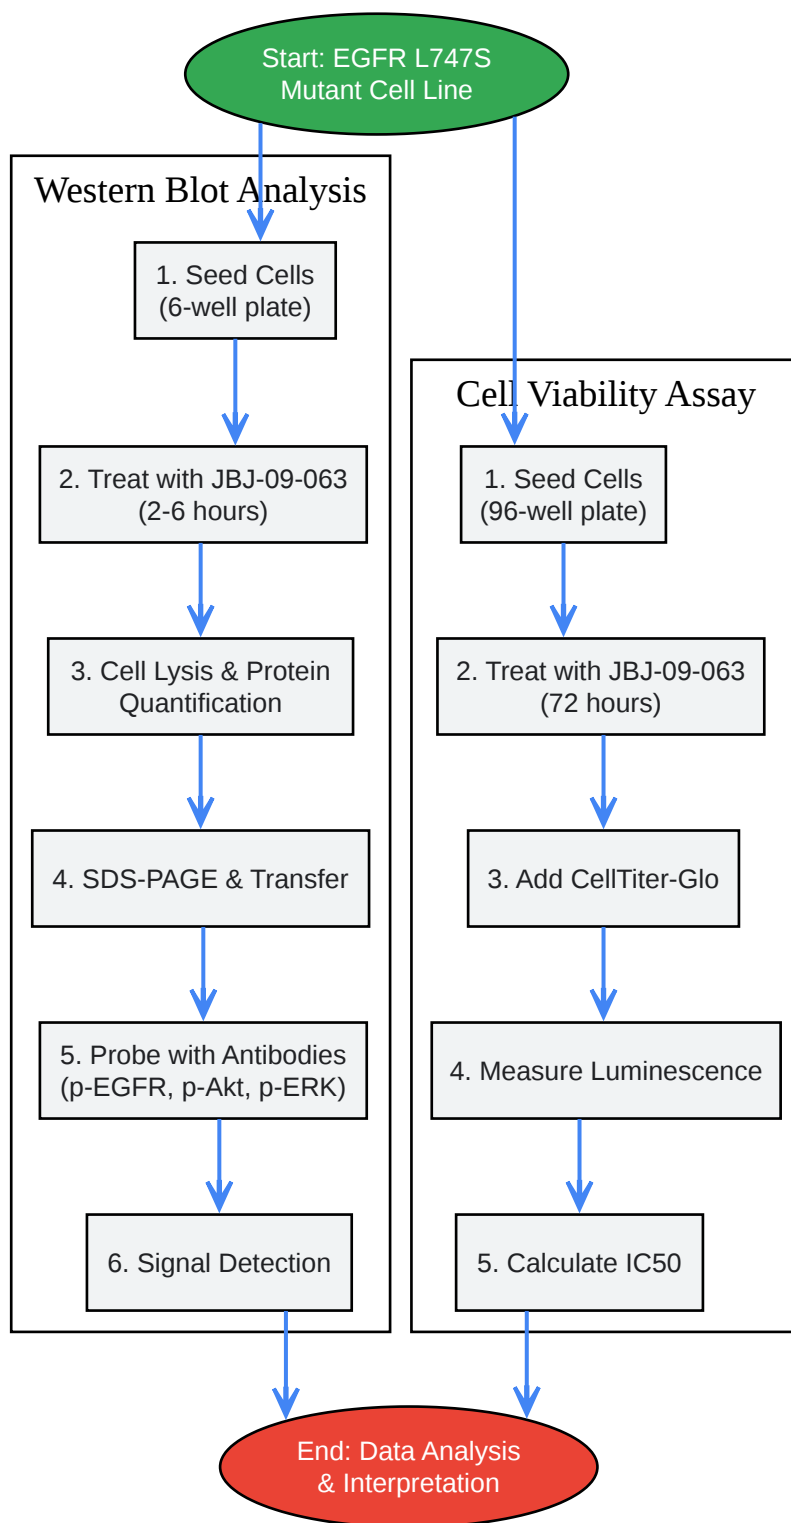 Start: EGFR L747S
Mutant Cell Line
Western Blot Analysis
1. Seed Cells
(6-well plate)
2. Treat with JBJ-09-063
(2-6 hours)
3. Cell Lysis & Protein
Quantification
4. SDS-PAGE & Transfer
5. Probe with Antibodies
(p-EGFR, p-Akt, p-ERK)
6. Signal Detection
Cell Viability Assay
1. Seed Cells
(96-well plate)
2. Treat with JBJ-09-063
(72 hours)
3. Add CellTiter-Glo
4. Measure Luminescence
5. Calculate IC50
End: Data Analysis
& Interpretation